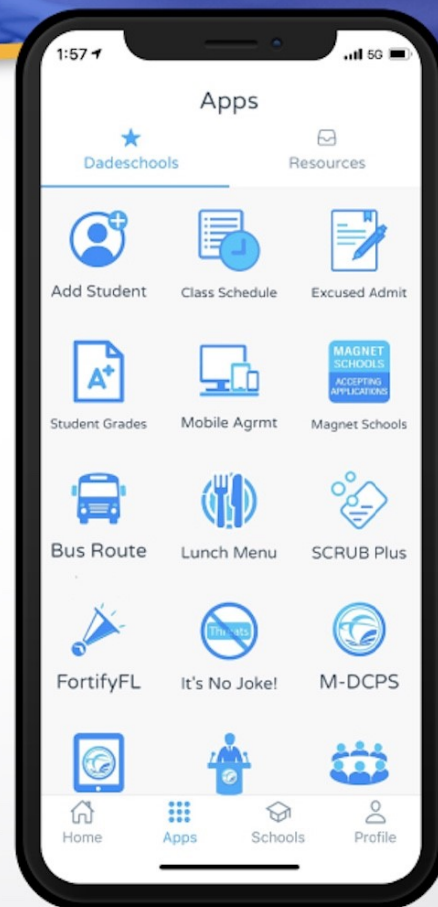 1:57 5G
Apps
Dadeschools Resources
Add Student Class Schedule Excused Admit
A+ MAGNET
SCHOOLS
ACCEPTING
APPLICATIONS
Student Grades Mobile Agrmt Magnet Schools
Bus Route Lunch Menu SCRUB Plus
Threats
FortifyFL It's No Joke! M-DCPS
Home Apps Schools Profile